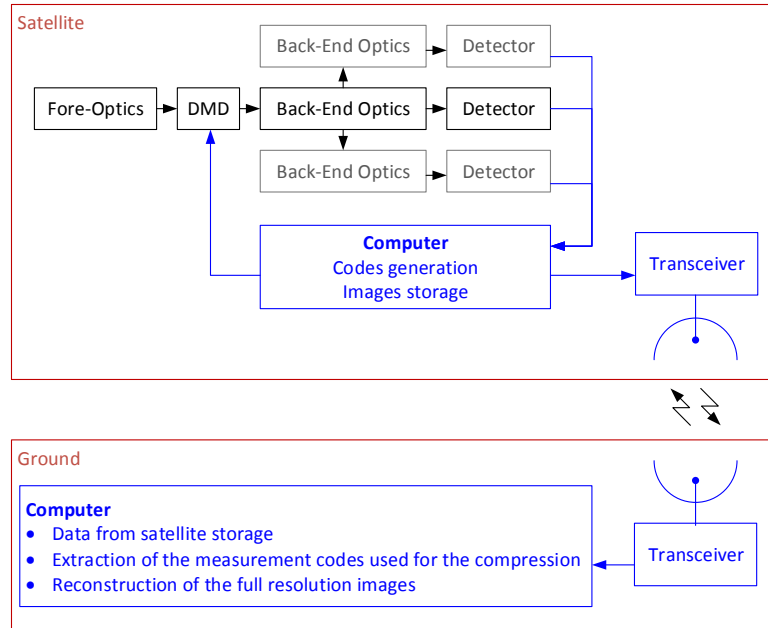 Satellite
Back-End Optics
Detector
Fore-Optics
DMD
Back-End Optics
Detector
Back-End Optics
Detector
Computer
Codes generation
Images storage
Transceiver
Ground
Computer
• Data from satellite storage
• Extraction of the measurement codes used for the compression
• Reconstruction of the full resolution images
Transceiver